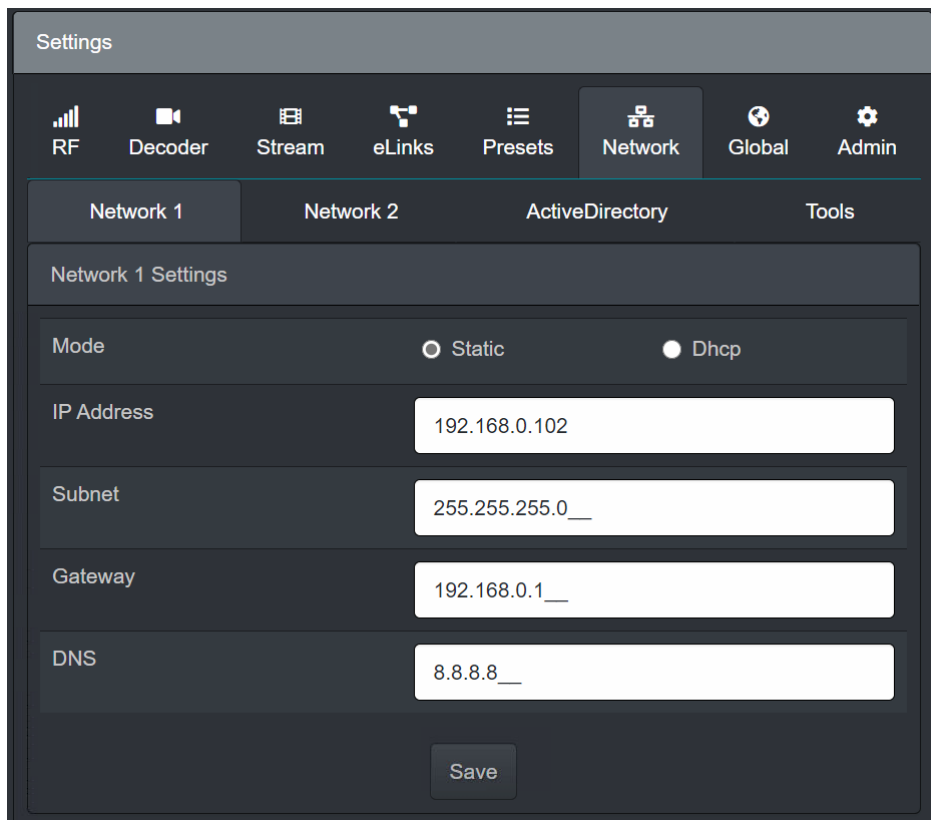 Settings
RF Decoder Stream eLinks Presets Network Global Admin
Network 1 Network 2 ActiveDirectory Tools
Network 1 Settings
Mode Static Dhcp
IP Address 192.168.0.102
Subnet 255.255.255.0__
Gateway 192.168.0.1__
DNS 8.8.8.8__
Save